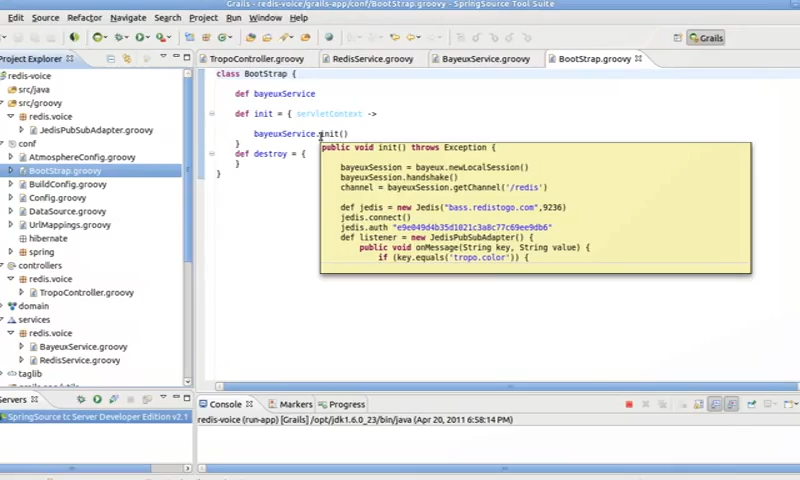 Grails - redis-voice/grails-app/conf/BootStrap.groovy - SpringSource Tool Suite
File Edit Source Refactor Navigate Search Project Run Window Help
Grails
Project Explorer
TropoController.groovy RedisService.groovy BayeuxService.groovy BootStrap.groovy
redis-voice
src/java
src/groovy
redis.voice
JedisPubSubAdapter.groovy
conf
AtmosphereConfig.groovy
BootStrap.groovy
BuildConfig.groovy
Config.groovy
DataSource.groovy
UrlMappings.groovy
hibernate
spring
controllers
redis.voice
TropoController.groovy
domain
services
redis.voice
BayeuxService.groovy
RedisService.groovy
taglib
class BootStrap {
def bayeuxService
def init = { servletContext ->
bayeuxService.init()
}
def destroy = {
}
}
public void init() throws Exception {
bayeuxSession = bayeux.newLocalSession()
bayeuxSession.handshake()
channel = bayeuxSession.getChannel('/redis')
def jedis = new Jedis("bass.redistogo.com",9236)
jedis.connect()
jedis.auth "e9e049d4b35d1021c3a8c77c69ee9db6"
def listener = new JedisPubSubAdapter() {
public void onMessage(String key, String value) {
if (key.equals('tropo.color')) {
Servers
SpringSource tc Server Developer Edition v2.1
Console Markers Progress
redis-voice (run-app) [Grails] /opt/jdk1.6.0_23/bin/java (Apr 20, 2011 6:58:14 PM)